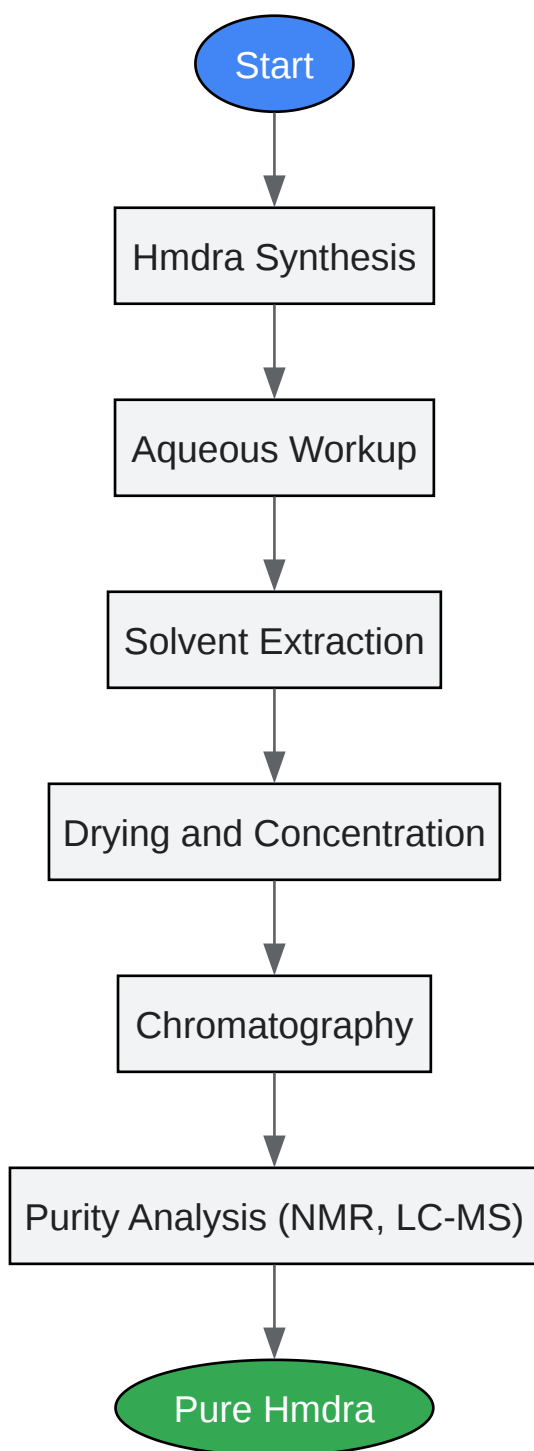 Start
Hmdra Synthesis
Aqueous Workup
Solvent Extraction
Drying and Concentration
Chromatography
Purity Analysis (NMR, LC-MS)
Pure Hmdra